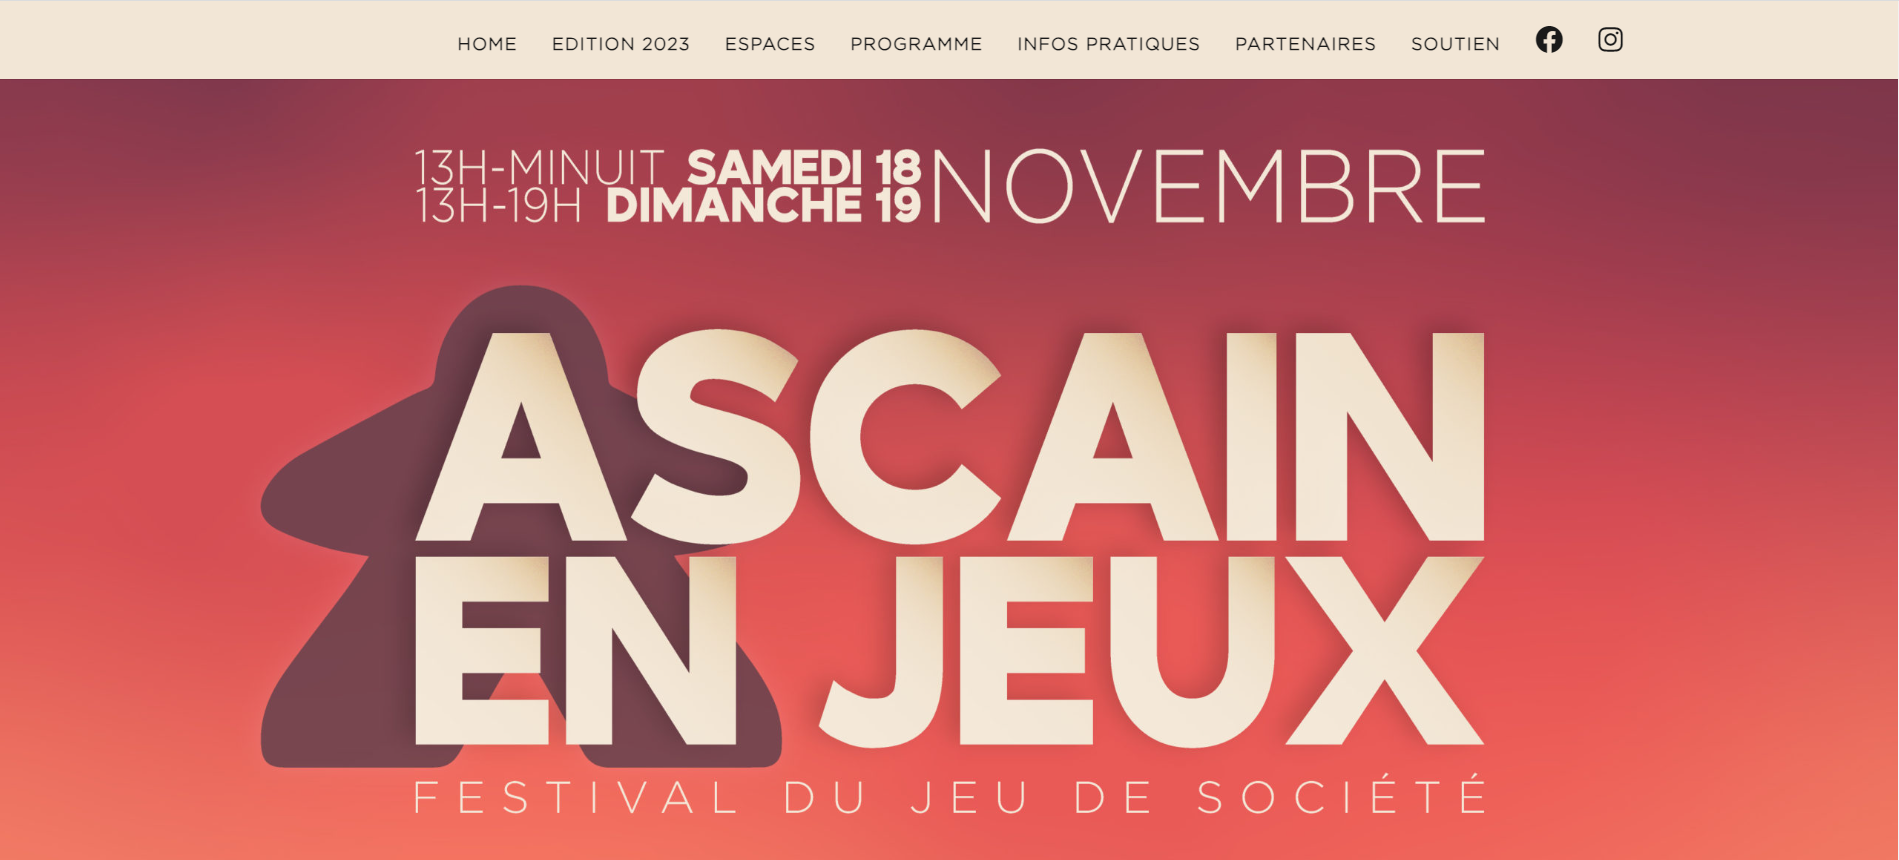 HOME EDITION 2023 ESPACES PROGRAMME INFOS PRATIQUES PARTENAIRES SOUTIEN
13H-MINUIT SAMEDI 18
13H-19H DIMANCHE 19
NOVEMBRE
ASCAIN
EN JEUX
FESTIVAL DU JEU DE SOCIÉTÉ